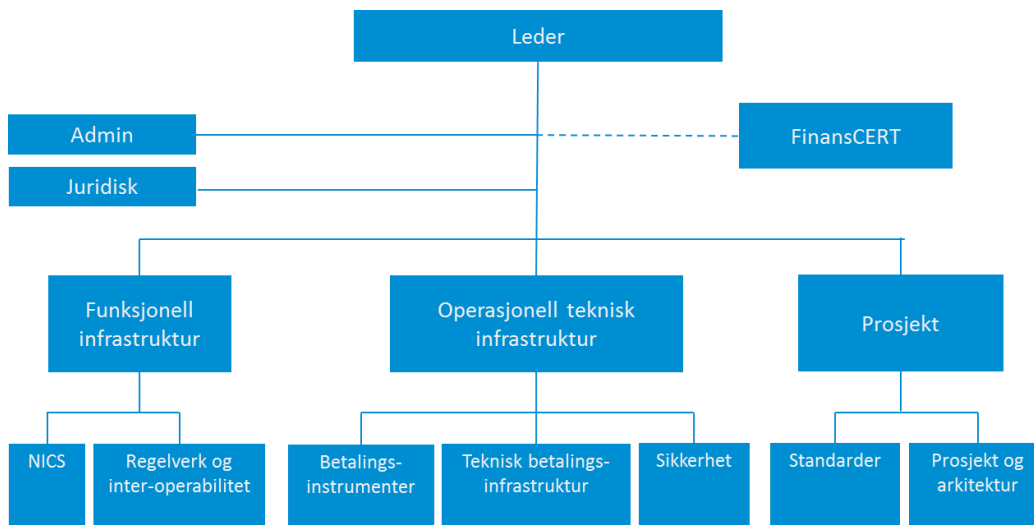 Leder
Admin
FinansCERT
Juridisk
Funksjonell
infrastruktur
Operasjonell teknisk
infrastruktur
Prosjekt
NICS
Regelverk og
inter-operabilitet
Betalings-
instrumenter
Teknisk betalings-
infrastruktur
Sikkerhet
Standarder
Prosjekt og
arkitektur